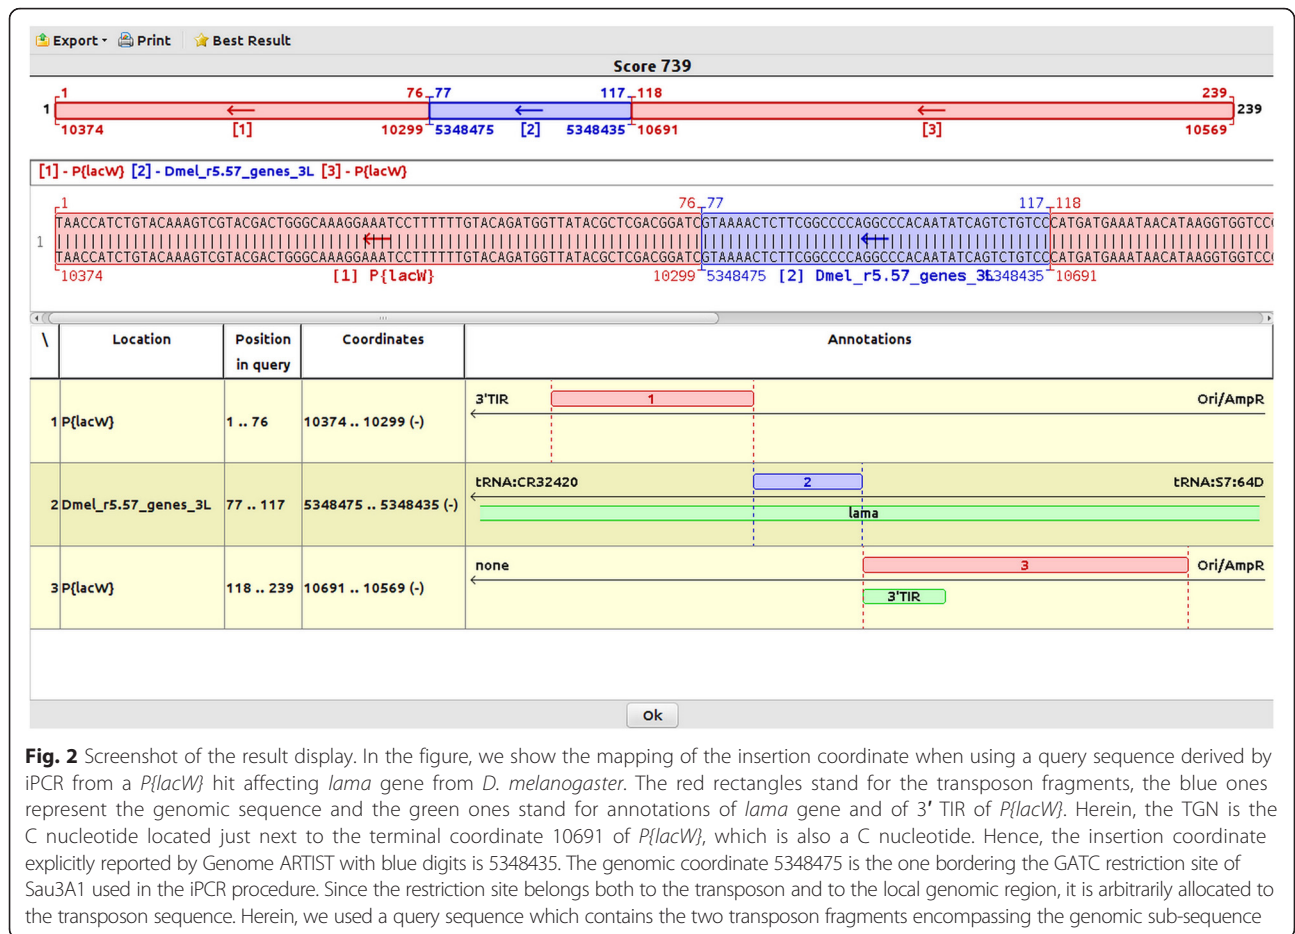 Export Print Best Result
Score 739
1 76 77 117 118 239
1 239
10374 [1] 10299 5348475 [2] 5348435 10691 [3] 10569
[1] - P{lacW} [2] - Dmel_r5.57_genes_3L [3] - P{lacW}
1 76 77 117 118
TAACCATCTGTACAAAGTCGTACGACTGGGCAAAGGAAATCCTTTTTTGTACAGATGGTTATACGCTCGACGGATCGTAAAACTCTTCGGCCCCAGGCCCACAATATCAGTCTGTCCCATGATGAAATAACATAAGGTGGTCCC
1
TAACCATCTGTACAAAGTCGTACGACTGGGCAAAGGAAATCCTTTTTTGTACAGATGGTTATACGCTCGACGGATCGTAAAACTCTTCGGCCCCAGGCCCACAATATCAGTCTGTCCCATGATGAAATAACATAAGGTGGTCCC
10374 [1] P{lacW} 10299 5348475 [2] Dmel_r5.57_genes_3L 5348435 10691
\ Location Position in query Coordinates Annotations
1 P{lacW} 1 .. 76 10374 .. 10299 (-) 3'TIR 1 Ori/AmpR
2 Dmel_r5.57_genes_3L 77 .. 117 5348475 .. 5348435 (-) tRNA:CR32420 2 tRNA:S7:64D
lama
3 P{lacW} 118 .. 239 10691 .. 10569 (-) none 3 Ori/AmpR
3'TIR
Ok
Fig. 2 Screenshot of the result display. In the figure, we show the mapping of the insertion coordinate when using a query sequence derived by
iPCR from a P{lacW} hit affecting lama gene from D. melanogaster. The red rectangles stand for the transposon fragments, the blue ones
represent the genomic sequence and the green ones stand for annotations of lama gene and of 3′ TIR of P{lacW}. Herein, the TGN is the
C nucleotide located just next to the terminal coordinate 10691 of P{lacW}, which is also a C nucleotide. Hence, the insertion coordinate
explicitly reported by Genome ARTIST with blue digits is 5348435. The genomic coordinate 5348475 is the one bordering the GATC restriction site of
Sau3A1 used in the iPCR procedure. Since the restriction site belongs both to the transposon and to the local genomic region, it is arbitrarily allocated to
the transposon sequence. Herein, we used a query sequence which contains the two transposon fragments encompassing the genomic sub-sequence